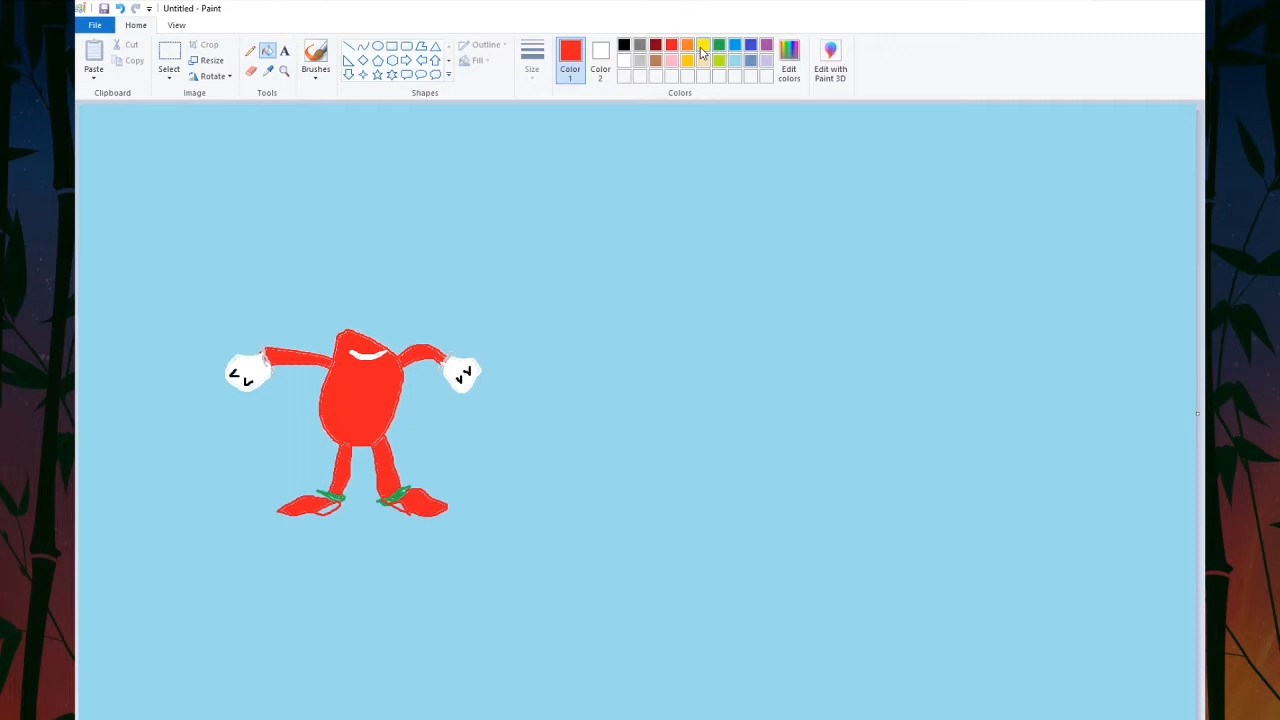 Untitled - Paint
File Home View
Paste
Cut
Copy
Clipboard
Select
Crop
Resize
Rotate
Image
A
Tools
Brushes
Outline
Fill
Shapes
Size
Color 1
Color 2
Edit colors
Colors
Edit with Paint 3D